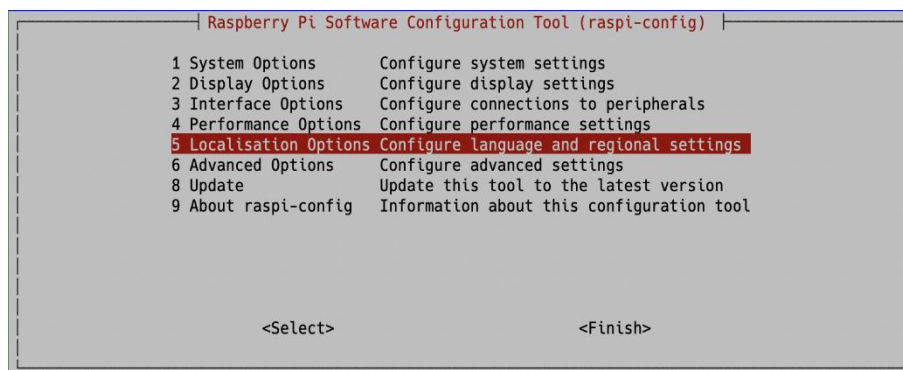 Raspberry Pi Software Configuration Tool (raspi-config)
1 System Options Configure system settings
2 Display Options Configure display settings
3 Interface Options Configure connections to peripherals
4 Performance Options Configure performance settings
5 Localisation Options Configure language and regional settings
6 Advanced Options Configure advanced settings
8 Update Update this tool to the latest version
9 About raspi-config Information about this configuration tool
<Select> <Finish>